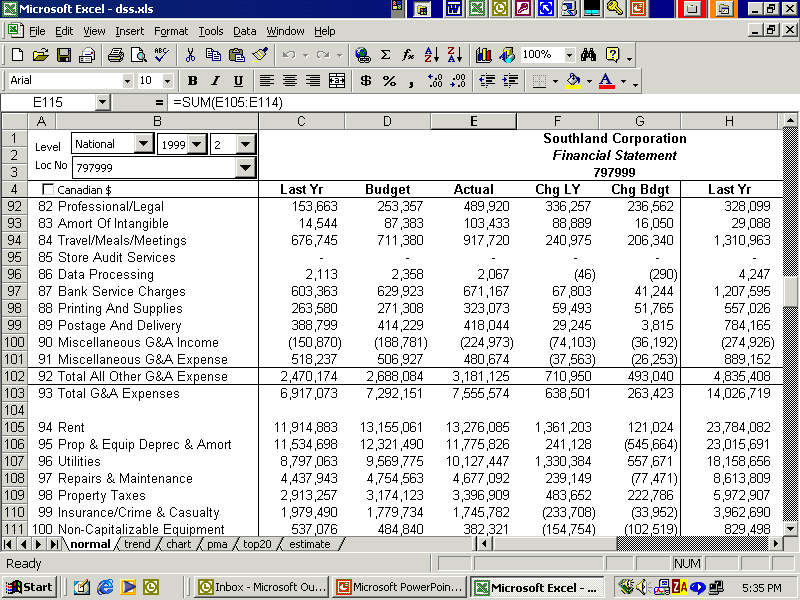 Microsoft Excel - dss.xls
File Edit View Insert Format Tools Data Window Help
100%
Arial 10 B I U $ % ,
E115 = =SUM(E105:E114)
A B C D E F G H
1 Level National 1999 2 Southland Corporation
2 Financial Statement
3 Loc No 797999 797999
4 Canadian $ Last Yr Budget Actual Chg LY Chg Bdgt Last Yr
92 82 Professional/Legal 153,663 253,357 489,920 336,257 236,562 328,099
93 83 Amort Of Intangible 14,544 87,383 103,433 88,889 16,050 29,088
94 84 Travel/Meals/Meetings 676,745 711,380 917,720 240,975 206,340 1,310,963
95 85 Store Audit Services - - - - - -
96 86 Data Processing 2,113 2,358 2,067 (46) (290) 4,247
97 87 Bank Service Charges 603,363 629,923 671,167 67,803 41,244 1,207,595
98 88 Printing And Supplies 263,580 271,308 323,073 59,493 51,765 557,026
99 89 Postage And Delivery 388,799 414,229 418,044 29,245 3,815 784,165
100 90 Miscellaneous G&A Income (150,870) (188,781) (224,973) (74,103) (36,192) (274,926)
101 91 Miscellaneous G&A Expense 518,237 506,927 480,674 (37,563) (26,253) 889,152
102 92 Total All Other G&A Expense 2,470,174 2,688,084 3,181,125 710,950 493,040 4,835,408
103 93 Total G&A Expenses 6,917,073 7,292,151 7,555,574 638,501 263,423 14,026,719
104
105 94 Rent 11,914,883 13,155,061 13,276,085 1,361,203 121,024 23,784,082
106 95 Prop & Equip Deprec & Amort 11,534,698 12,321,490 11,775,826 241,128 (545,664) 23,015,691
107 96 Utilities 8,797,063 9,569,775 10,127,447 1,330,384 557,671 18,158,656
108 97 Repairs & Maintenance 4,437,943 4,754,563 4,677,092 239,149 (77,471) 8,613,809
109 98 Property Taxes 2,913,257 3,174,123 3,396,909 483,652 222,786 5,972,907
110 99 Insurance/Crime & Casualty 1,979,490 1,779,734 1,745,782 (233,708) (33,952) 3,962,690
111 100 Non-Capitalizable Equipment 537,076 484,840 382,321 (154,754) (102,519) 829,498
normal trend chart pma top20 estimate
Ready NUM
Start Inbox - Microsoft Ou... Microsoft PowerPoin... Microsoft Excel - ... 5:35 PM